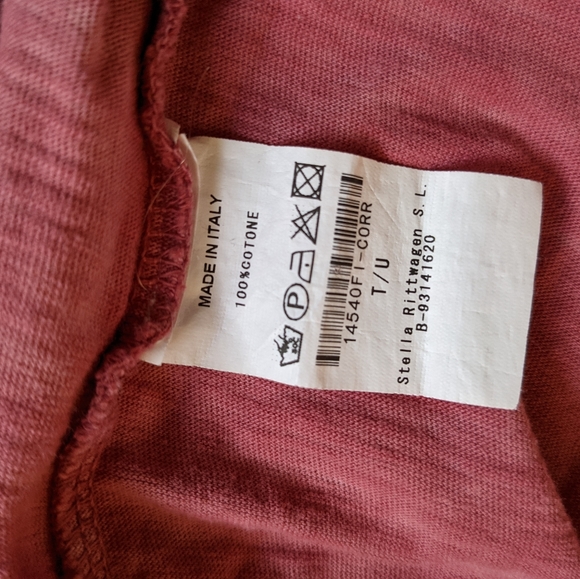 MADE IN ITALY
100%COTONE
P
14540FI-CORR
T/U
Stella Rittwagen S.L.
B-93141620